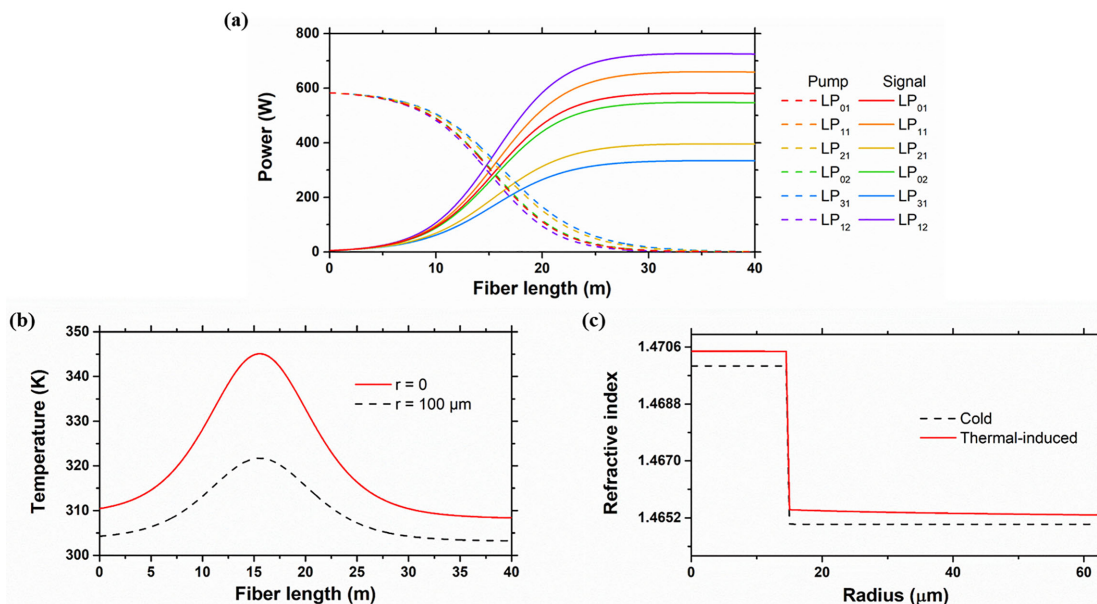 (a)
800
600
400
200
0
Power (W)
0 10 20 30 40
Fiber length (m)
Pump Signal
LP₀₁ LP₀₁
LP₁₁ LP₁₁
LP₂₁ LP₂₁
LP₀₂ LP₀₂
LP₃₁ LP₃₁
LP₁₂ LP₁₂
(b)
350
340
330
320
310
300
Temperature (K)
r = 0
r = 100 μm
0 5 10 15 20 25 30 35 40
Fiber length (m)
(c)
1.4706
1.4688
1.4670
1.4652
Refractive index
Cold
Thermal-induced
0 20 40 60
Radius (μm)